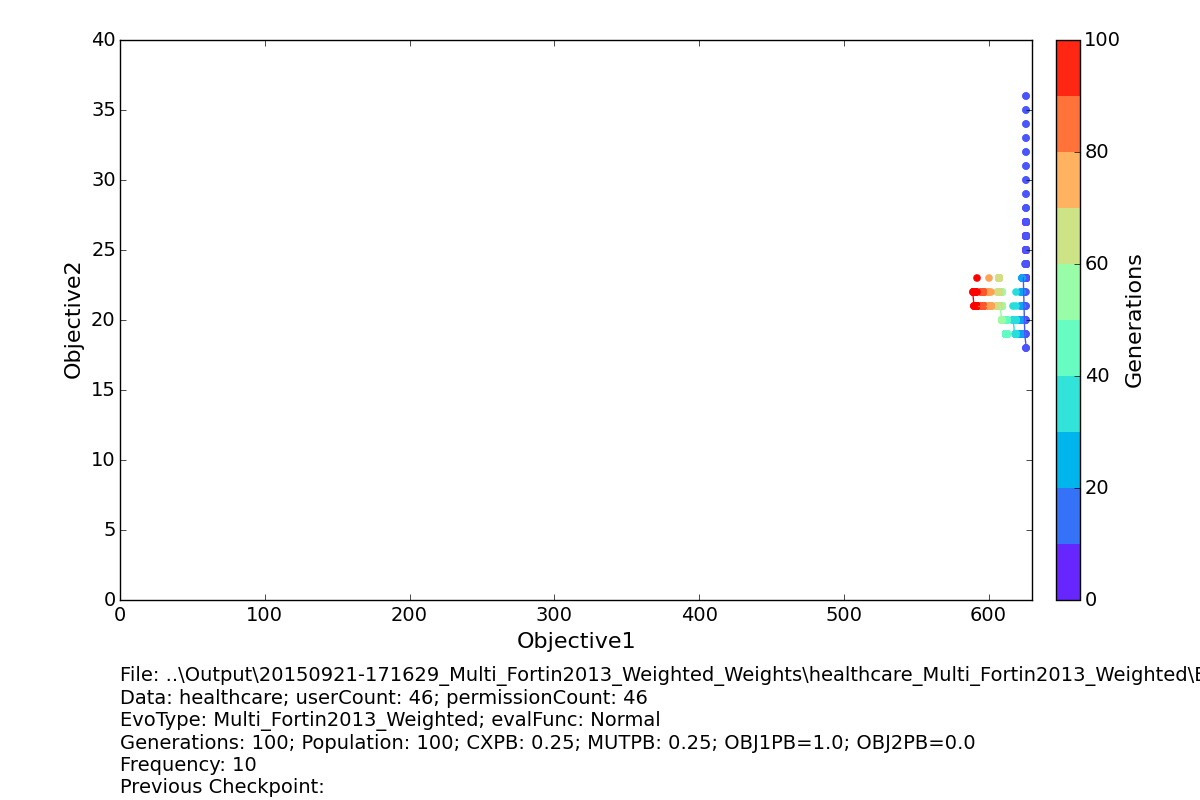 40
35
30
25
20
15
10
5
0
0 100 200 300 400 500 600
Objective1
Objective2
100
80
60
40
20
0
Generations
File: ..\Output\20150921-171629_Multi_Fortin2013_Weighted_Weights\healthcare_Multi_Fortin2013_Weighted\
Data: healthcare; userCount: 46; permissionCount: 46
EvoType: Multi_Fortin2013_Weighted; evalFunc: Normal
Generations: 100; Population: 100; CXPB: 0.25; MUTPB: 0.25; OBJ1PB=1.0; OBJ2PB=0.0
Frequency: 10
Previous Checkpoint: